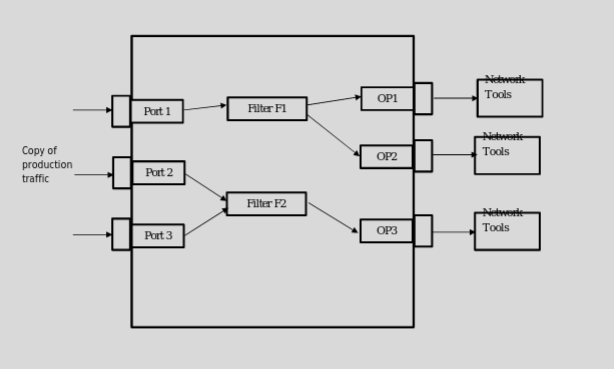 Network
Tools
Port 1
Filter F1
OP1
Network
Tools
Copy of
production
traffic
Port 2
OP2
Filter F2
Network
Tools
Port 3
OP3